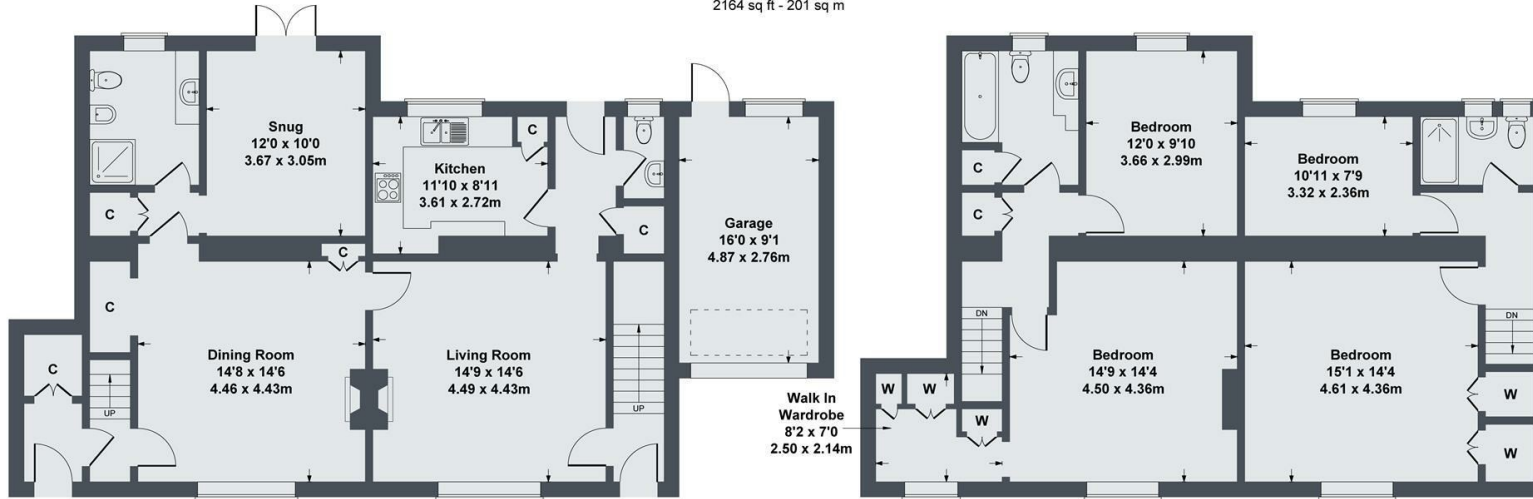 2164 sq ft - 201 sq m
Snug
12'0 x 10'0
3.67 x 3.05m
Kitchen
11'10 x 8'11
3.61 x 2.72m
C
C
C
C
C
C
Garage
16'0 x 9'1
4.87 x 2.76m
Dining Room
14'8 x 14'6
4.46 x 4.43m
Living Room
14'9 x 14'6
4.49 x 4.43m
UP
UP
Bedroom
12'0 x 9'10
3.66 x 2.99m
Bedroom
10'11 x 7'9
3.32 x 2.36m
C
C
DN
DN
Bedroom
14'9 x 14'4
4.50 x 4.36m
Bedroom
15'1 x 14'4
4.61 x 4.36m
Walk In
Wardrobe
8'2 x 7'0
2.50 x 2.14m
W
W
W
W
W